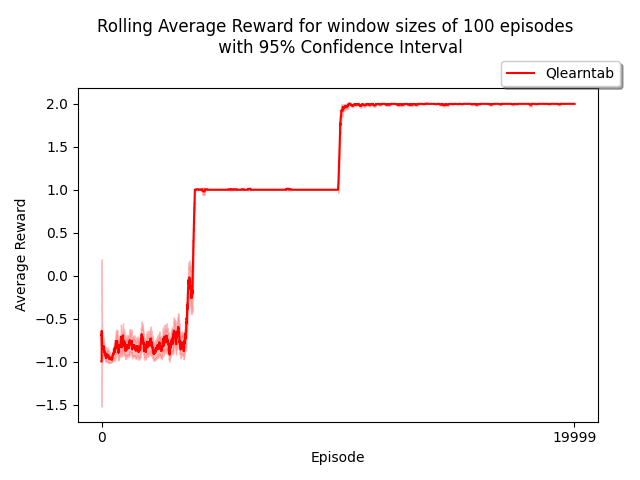 Rolling Average Reward for window sizes of 100 episodes
with 95% Confidence Interval
Qlearntab
2.0
1.5
1.0
0.5
0.0
−0.5
−1.0
−1.5
Average Reward
0 19999
Episode